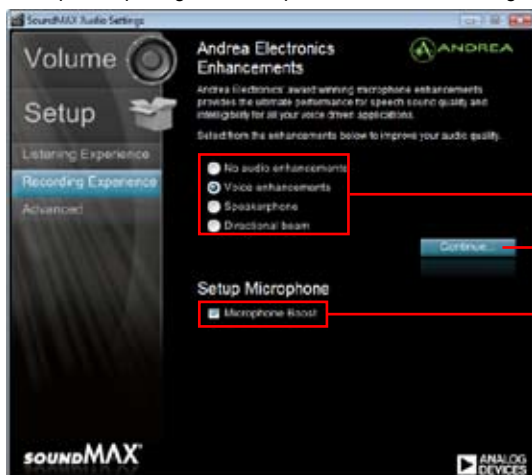 SoundMAX Audio Settings
Volume
Setup
Listening Experience
Recording Experience
Advanced
Andrea Electronics
Enhancements
ANDREA
Andrea Electronics' award winning microphone enhancements
provides the ultimate performance for speech sound quality and
intelligibility for all your voice driven applications.
Select from the enhancements below to improve your audio quality.
No audio enhancements
Voice enhancements
Speakerphone
Directional beam
Continue...
Setup Microphone
Microphone Boost
SOUNDMAX
ANALOG
DEVICES